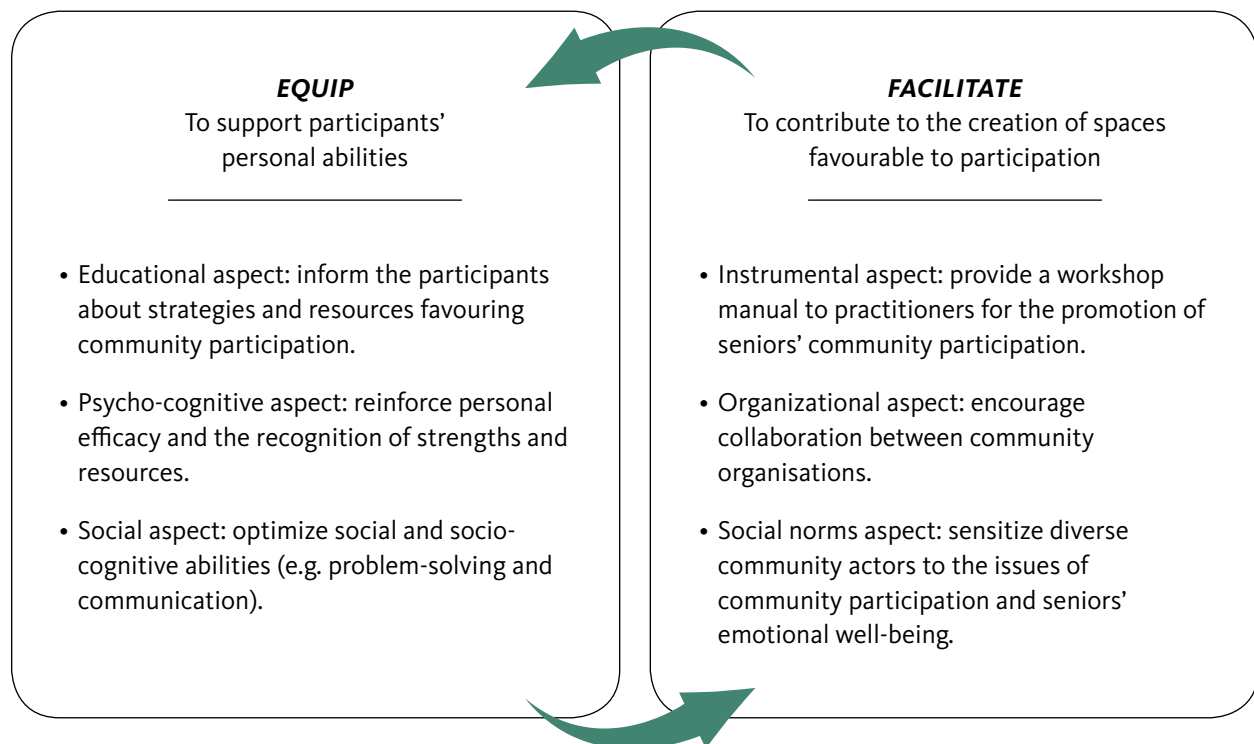 EQUIP
To support participants’
personal abilities
• Educational aspect: inform the participants
about strategies and resources favouring
community participation.
• Psycho-cognitive aspect: reinforce personal
efficacy and the recognition of strengths and
resources.
• Social aspect: optimize social and socio-
cognitive abilities (e.g. problem-solving and
communication).
FACILITATE
To contribute to the creation of spaces
favourable to participation
• Instrumental aspect: provide a workshop
manual to practitioners for the promotion of
seniors’ community participation.
• Organizational aspect: encourage
collaboration between community
organisations.
• Social norms aspect: sensitize diverse
community actors to the issues of
community participation and seniors’
emotional well-being.